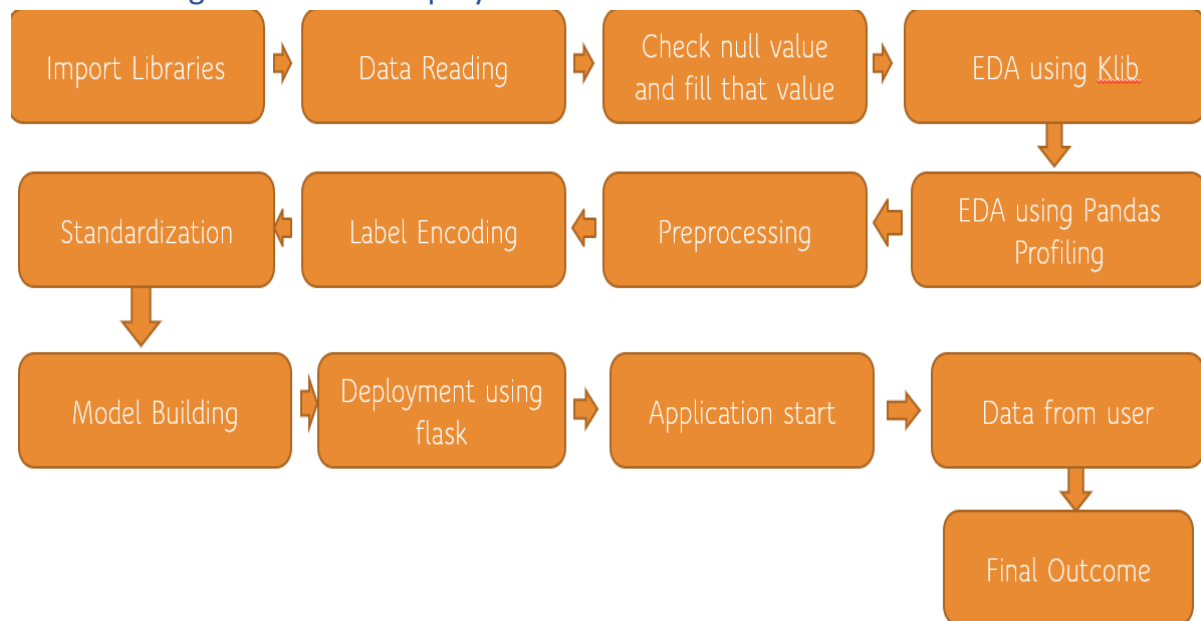 Import Libraries
Data Reading
Check null value
and fill that value
EDA using Klib
EDA using Pandas
Profiling
Preprocessing
Label Encoding
Standardization
Model Building
Deployment using
flask
Application start
Data from user
Final Outcome